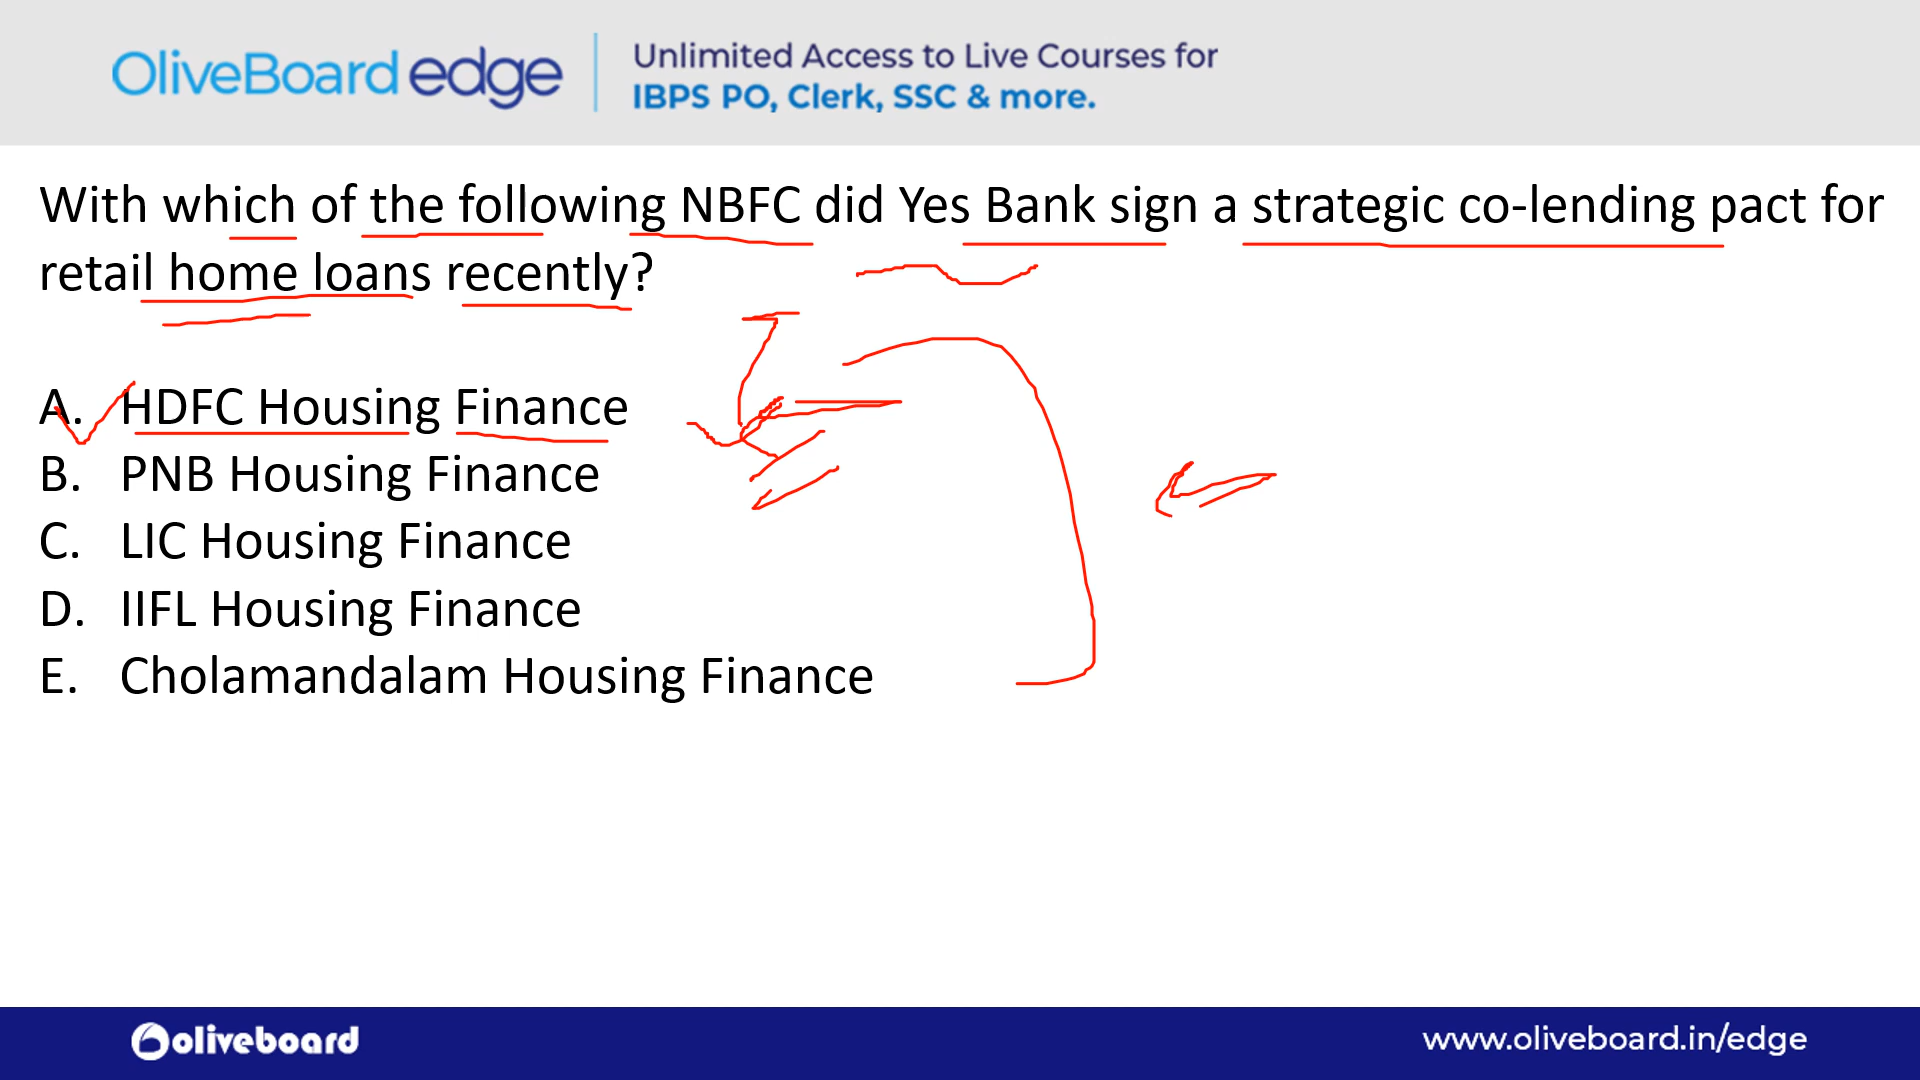 OliveBoard edge
Unlimited Access to Live Courses for
IBPS PO, Clerk, SSC & more.
With which of the following NBFC did Yes Bank sign a strategic co-lending pact for
retail home loans recently?
A. HDFC Housing Finance
B. PNB Housing Finance
C. LIC Housing Finance
D. IIFL Housing Finance
E. Cholamandalam Housing Finance
oliveboard
www.oliveboard.in/edge